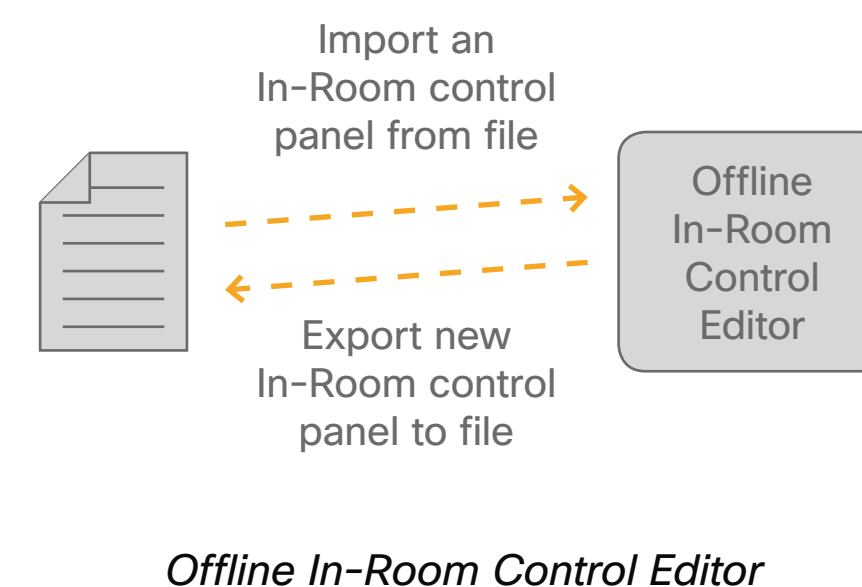 Import an
In-Room control
panel from file
Offline
In-Room
Control
Editor
Export new
In-Room control
panel to file
Offline In-Room Control Editor